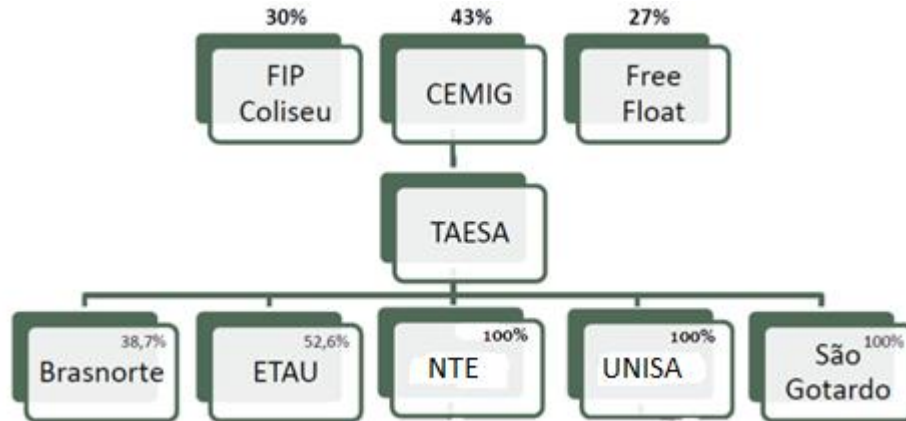 30%
43%
27%
FIP
Coliseu
CEMIG
Free
Float
TAESA
38,7%
Brasnorte
52,6%
ETAU
100%
NTE
100%
UNISA
100%
São
Gotardo